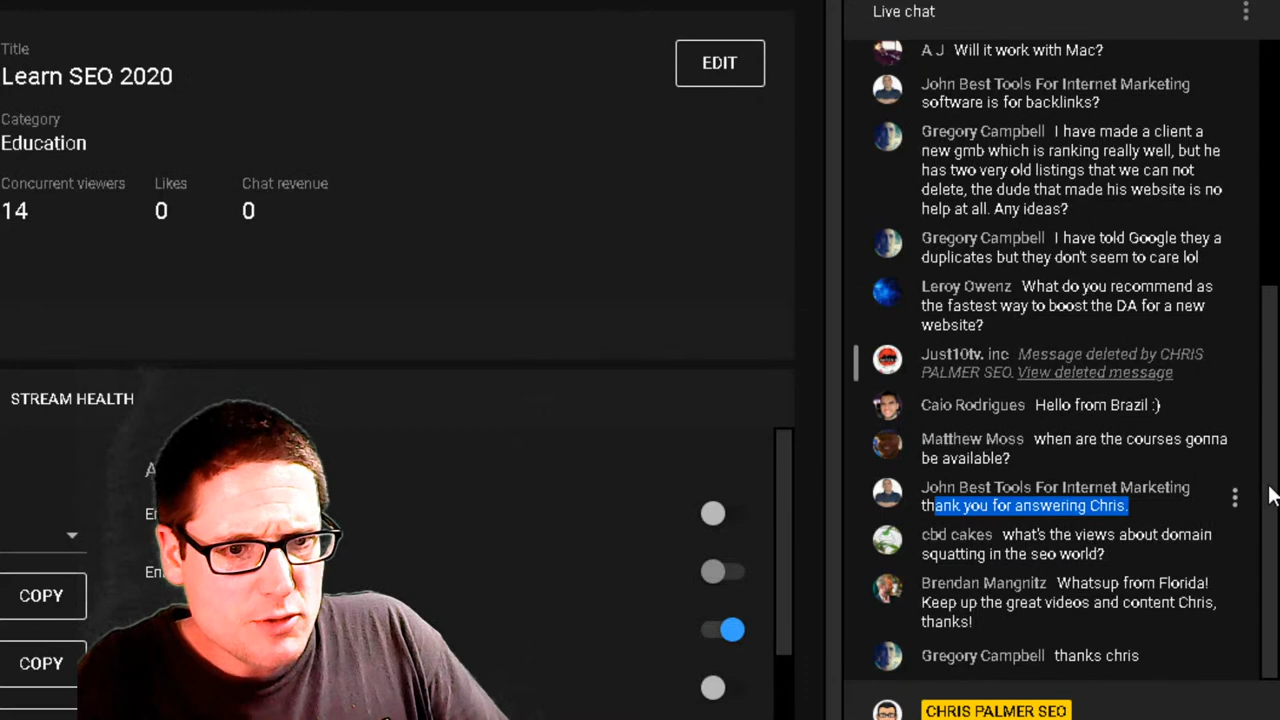 Title
Learn SEO 2020
EDIT
Category
Education
Concurrent viewers
Likes
Chat revenue
14
0
0
STREAM HEALTH
COPY
COPY
Live chat
A J Will it work with Mac?
John Best Tools For Internet Marketing
software is for backlinks?
Gregory Campbell I have made a client a
new gmb which is ranking really well, but he
has two very old listings that we can not
delete, the dude that made his website is no
help at all. Any ideas?
Gregory Campbell I have told Google they a
duplicates but they don't seem to care lol
Leroy Owenz What do you recommend as
the fastest way to boost the DA for a new
website?
Just10tv. inc Message deleted by CHRIS
PALMER SEO. View deleted message
Caio Rodrigues Hello from Brazil :)
Matthew Moss when are the courses gonna
be available?
John Best Tools For Internet Marketing
thank you for answering Chris.
cbd cakes what's the views about domain
squatting in the seo world?
Brendan Mangnitz Whatsup from Florida!
Keep up the great videos and content Chris,
thanks!
Gregory Campbell thanks chris
CHRIS PALMER SEO